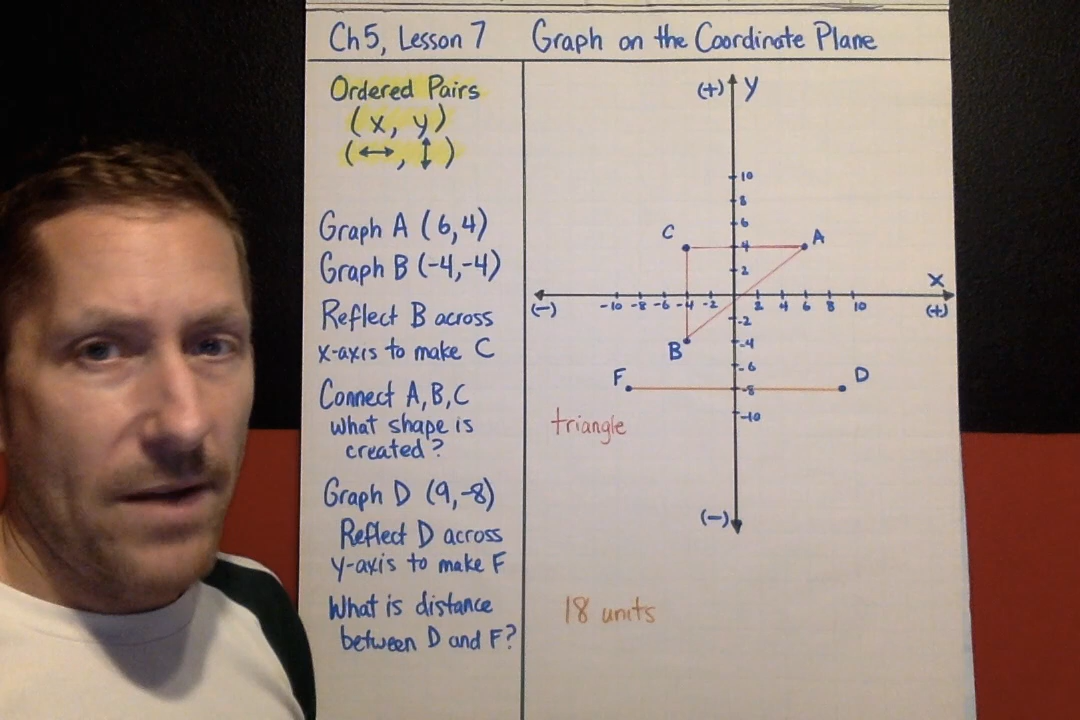 Ch 5, Lesson 7 Graph on the Coordinate Plane
Ordered Pairs
(x, y)
(↔, ↕)
Graph A (6,4)
Graph B (-4,-4)
Reflect B across
x-axis to make C
Connect A, B, C
What shape is
created?
Graph D (9,-8)
Reflect D across
y-axis to make F
What is distance
between D and F?
(+) y
10
8
6
C 4 A
2
x
(-) -10 -8 -6 -4 -2 2 4 6 8 10 (+)
-2
B -4
-6
F -8 D
-10
triangle
(-)
18 units